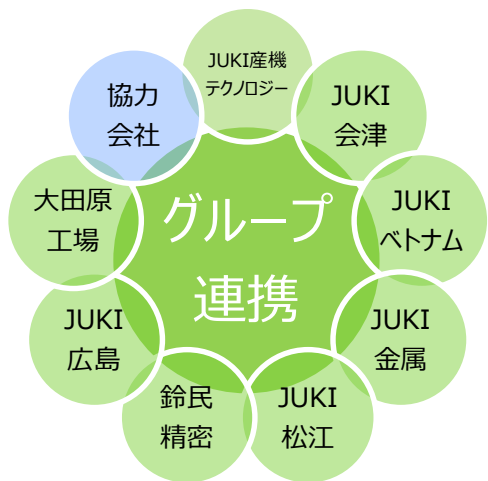 JUKI産機
テクノロジー
JUKI
会津
JUKI
ベトナム
JUKI
金属
JUKI
松江
鈴民
精密
JUKI
広島
大田原
工場
協力
会社
グループ
連携